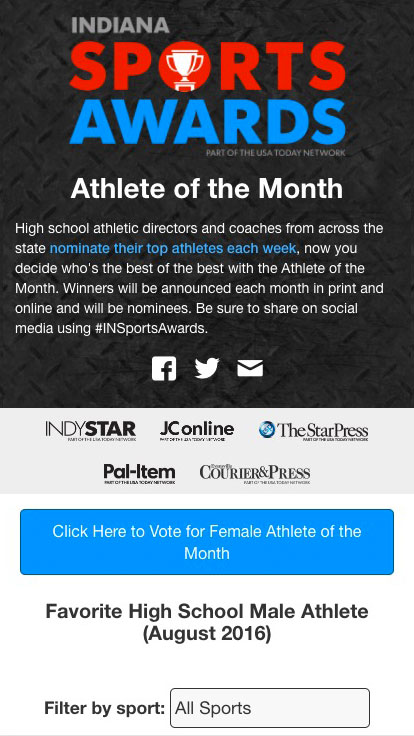 INDIANA
SPORTS
AWARDS
PART OF THE USA TODAY NETWORK
Athlete of the Month
High school athletic directors and coaches from across the
state nominate their top athletes each week, now you
decide who's the best of the best with the Athlete of the
Month. Winners will be announced each month in print and
online and will be nominees. Be sure to share on social
media using #INSportsAwards.
INDYSTAR JConline The StarPress
PART OF THE USA TODAY NETWORK PART OF THE USA TODAY NETWORK PART OF THE USA TODAY NETWORK
Pal-Item COURIER&PRESS
PART OF THE USA TODAY NETWORK PART OF THE USA TODAY NETWORK
Click Here to Vote for Female Athlete of the
Month
Favorite High School Male Athlete
(August 2016)
Filter by sport: All Sports